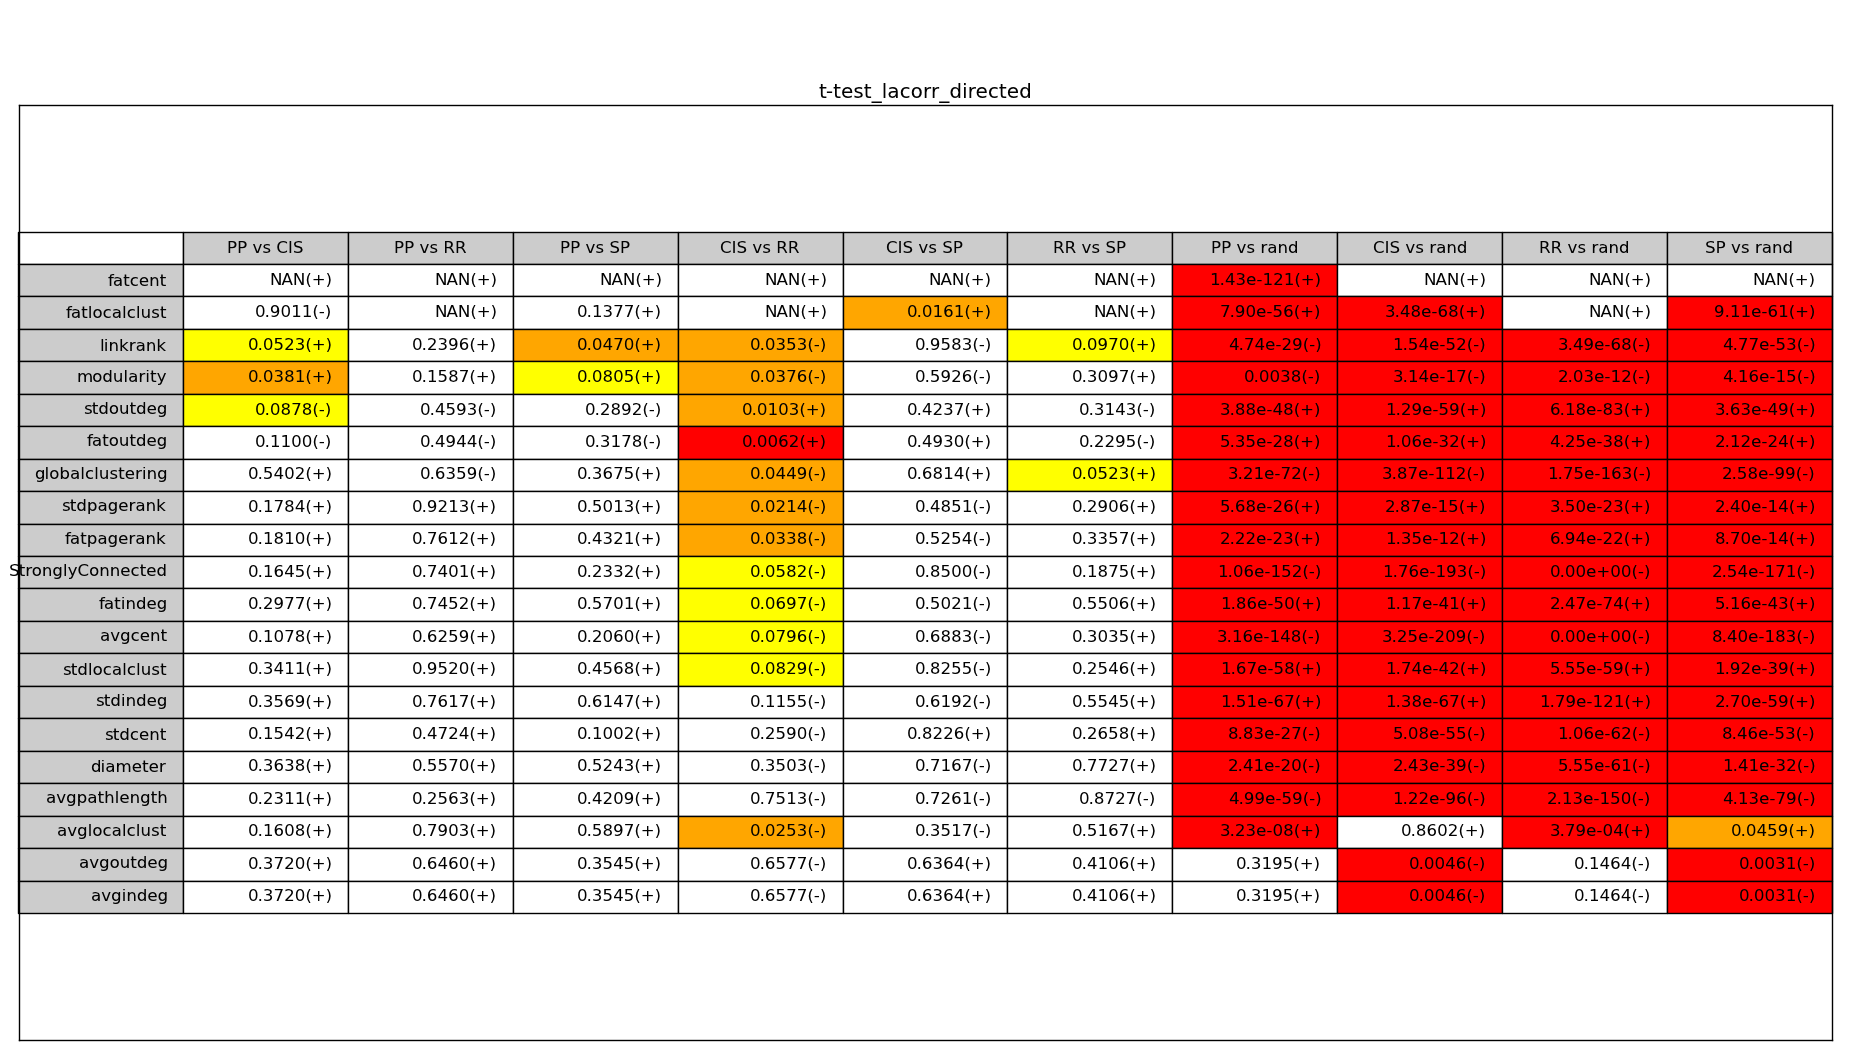 t-test_lacorr_directed
PP vs CIS PP vs RR PP vs SP CIS vs RR CIS vs SP RR vs SP PP vs rand CIS vs rand RR vs rand SP vs rand
fatcent NAN(+) NAN(+) NAN(+) NAN(+) NAN(+) NAN(+) 1.43e-121(+) NAN(+) NAN(+) NAN(+)
fatlocalclust 0.9011(-) NAN(+) 0.1377(+) NAN(+) 0.0161(+) NAN(+) 7.90e-56(+) 3.48e-68(+) NAN(+) 9.11e-61(+)
linkrank 0.0523(+) 0.2396(+) 0.0470(+) 0.0353(-) 0.9583(-) 0.0970(+) 4.74e-29(-) 1.54e-52(-) 3.49e-68(-) 4.77e-53(-)
modularity 0.0381(+) 0.1587(+) 0.0805(+) 0.0376(-) 0.5926(-) 0.3097(+) 0.0038(-) 3.14e-17(-) 2.03e-12(-) 4.16e-15(-)
stdoutdeg 0.0878(-) 0.4593(-) 0.2892(-) 0.0103(+) 0.4237(+) 0.3143(-) 3.88e-48(+) 1.29e-59(+) 6.18e-83(+) 3.63e-49(+)
fatoutdeg 0.1100(-) 0.4944(-) 0.3178(-) 0.0062(+) 0.4930(+) 0.2295(-) 5.35e-28(+) 1.06e-32(+) 4.25e-38(+) 2.12e-24(+)
globalclustering 0.5402(+) 0.6359(-) 0.3675(+) 0.0449(-) 0.6814(+) 0.0523(+) 3.21e-72(-) 3.87e-112(-) 1.75e-163(-) 2.58e-99(-)
stdpagerank 0.1784(+) 0.9213(+) 0.5013(+) 0.0214(-) 0.4851(-) 0.2906(+) 5.68e-26(+) 2.87e-15(+) 3.50e-23(+) 2.40e-14(+)
fatpagerank 0.1810(+) 0.7612(+) 0.4321(+) 0.0338(-) 0.5254(-) 0.3357(+) 2.22e-23(+) 1.35e-12(+) 6.94e-22(+) 8.70e-14(+)
StronglyConnected 0.1645(+) 0.7401(+) 0.2332(+) 0.0582(-) 0.8500(-) 0.1875(+) 1.06e-152(-) 1.76e-193(-) 0.00e+00(-) 2.54e-171(-)
fatindeg 0.2977(+) 0.7452(+) 0.5701(+) 0.0697(-) 0.5021(-) 0.5506(+) 1.86e-50(+) 1.17e-41(+) 2.47e-74(+) 5.16e-43(+)
avgcent 0.1078(+) 0.6259(+) 0.2060(+) 0.0796(-) 0.6883(-) 0.3035(+) 3.16e-148(-) 3.25e-209(-) 0.00e+00(-) 8.40e-183(-)
stdlocalclust 0.3411(+) 0.9520(+) 0.4568(+) 0.0829(-) 0.8255(-) 0.2546(+) 1.67e-58(+) 1.74e-42(+) 5.55e-59(+) 1.92e-39(+)
stdindeg 0.3569(+) 0.7617(+) 0.6147(+) 0.1155(-) 0.6192(-) 0.5545(+) 1.51e-67(+) 1.38e-67(+) 1.79e-121(+) 2.70e-59(+)
stdcent 0.1542(+) 0.4724(+) 0.1002(+) 0.2590(-) 0.8226(+) 0.2658(+) 8.83e-27(-) 5.08e-55(-) 1.06e-62(-) 8.46e-53(-)
diameter 0.3638(+) 0.5570(+) 0.5243(+) 0.3503(-) 0.7167(-) 0.7727(+) 2.41e-20(-) 2.43e-39(-) 5.55e-61(-) 1.41e-32(-)
avgpathlength 0.2311(+) 0.2563(+) 0.4209(+) 0.7513(-) 0.7261(-) 0.8727(-) 4.99e-59(-) 1.22e-96(-) 2.13e-150(-) 4.13e-79(-)
avglocalclust 0.1608(+) 0.7903(+) 0.5897(+) 0.0253(-) 0.3517(-) 0.5167(+) 3.23e-08(+) 0.8602(+) 3.79e-04(+) 0.0459(+)
avgoutdeg 0.3720(+) 0.6460(+) 0.3545(+) 0.6577(-) 0.6364(+) 0.4106(+) 0.3195(+) 0.0046(-) 0.1464(-) 0.0031(-)
avgindeg 0.3720(+) 0.6460(+) 0.3545(+) 0.6577(-) 0.6364(+) 0.4106(+) 0.3195(+) 0.0046(-) 0.1464(-) 0.0031(-)